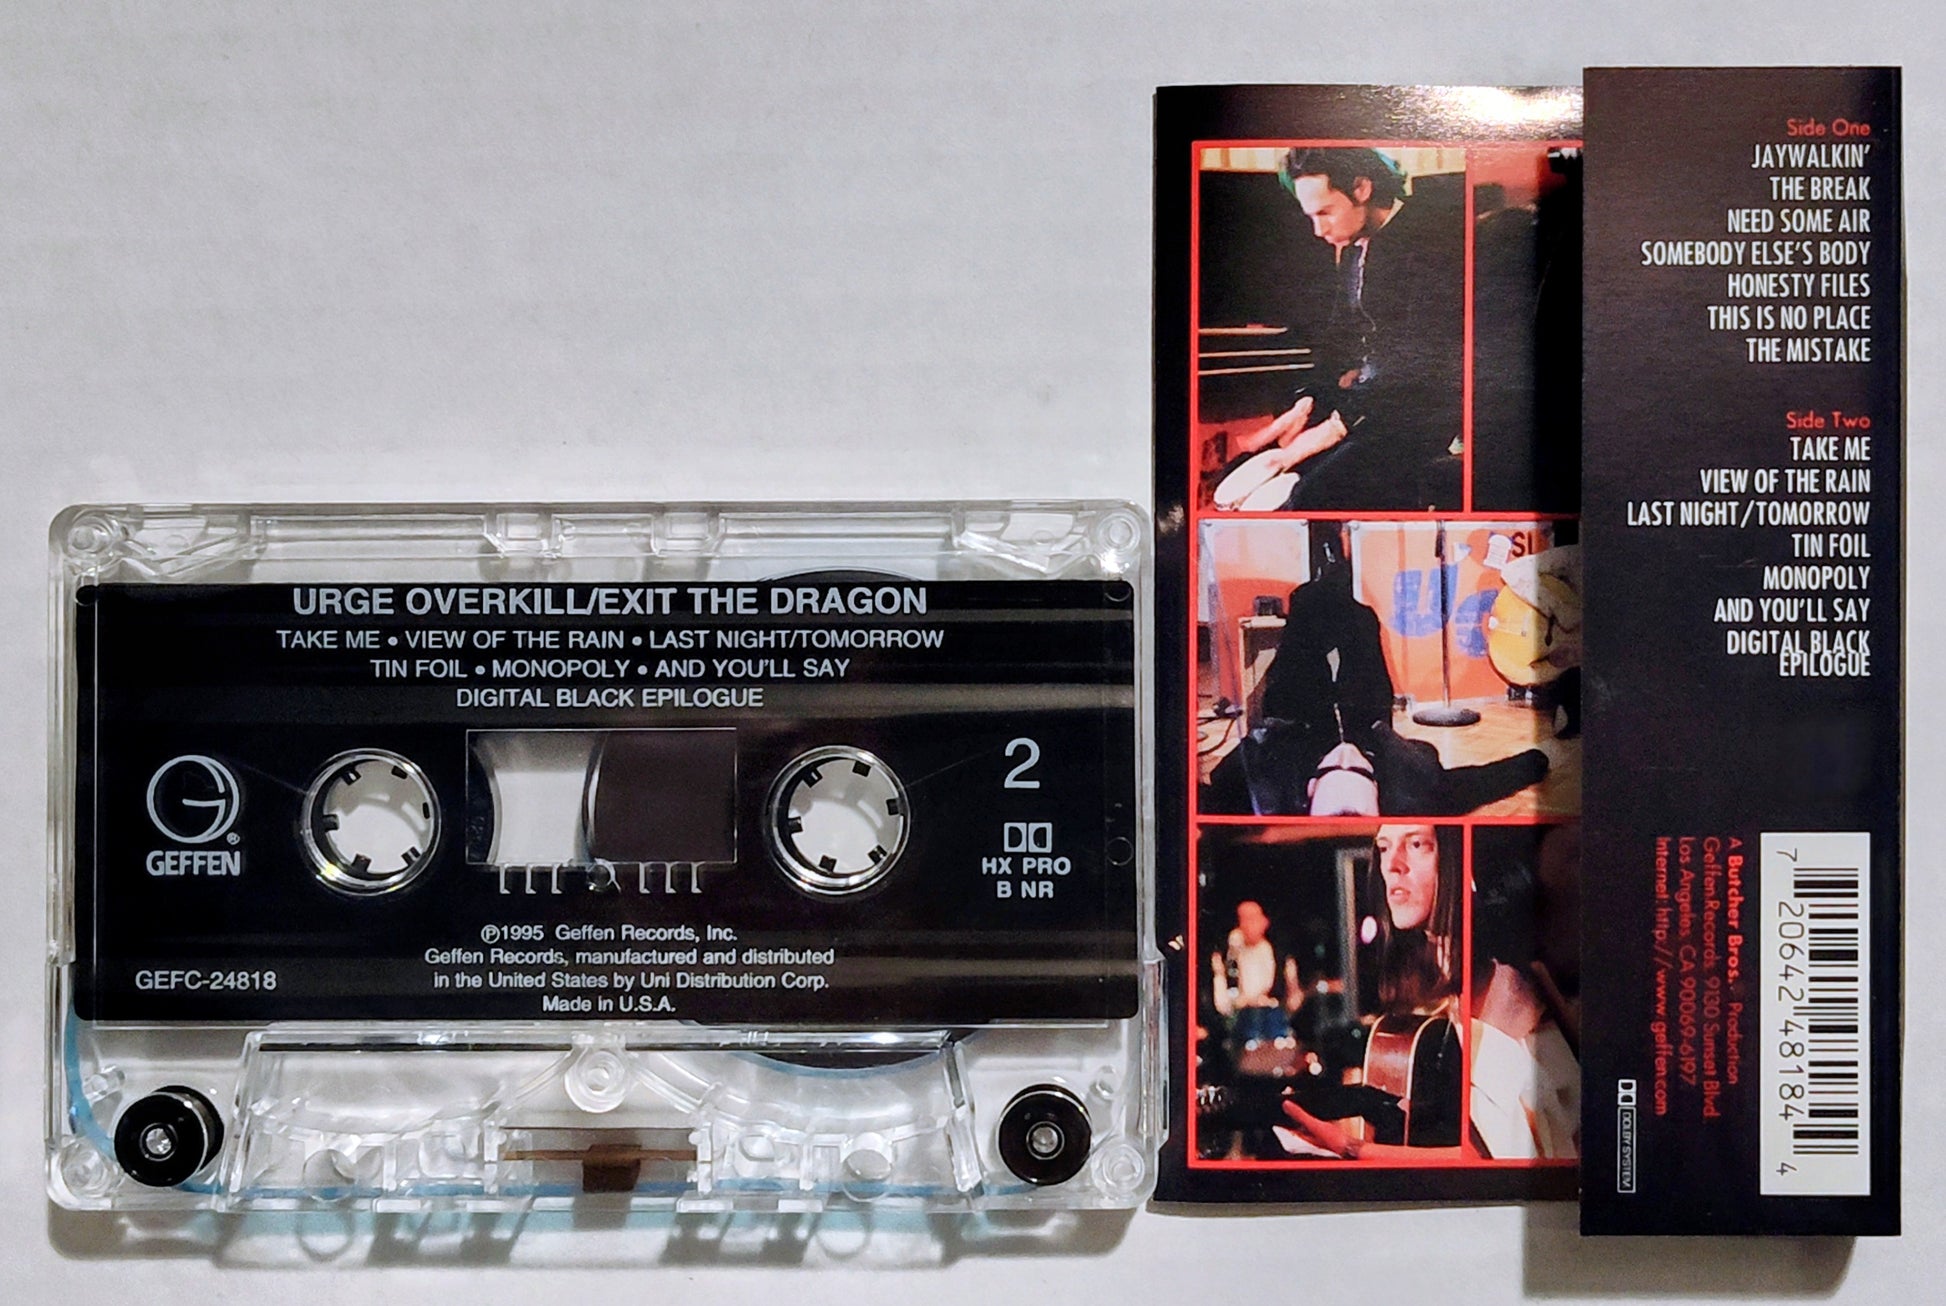 URGE OVERKILL/EXIT THE DRAGON
TAKE ME • VIEW OF THE RAIN • LAST NIGHT/TOMORROW
TIN FOIL • MONOPOLY • AND YOU'LL SAY
DIGITAL BLACK EPILOGUE
GEFFEN®
2
HX PRO
B NR
℗1995 Geffen Records, Inc.
Geffen Records, manufactured and distributed
in the United States by Uni Distribution Corp.
Made in U.S.A.
GEFC-24818
Side One
JAYWALKIN'
THE BREAK
NEED SOME AIR
SOMEBODY ELSE'S BODY
HONESTY FILES
THIS IS NO PLACE
THE MISTAKE
Side Two
TAKE ME
VIEW OF THE RAIN
LAST NIGHT/TOMORROW
TIN FOIL
MONOPOLY
AND YOU'LL SAY
DIGITAL BLACK
EPILOGUE
A Butcher Bros. Production
Geffen Records, 9130 Sunset Blvd.
Los Angeles, CA 90069-6197
Internet: http://www.geffen.com
DOLBY SYSTEM
7 20642 48184 4